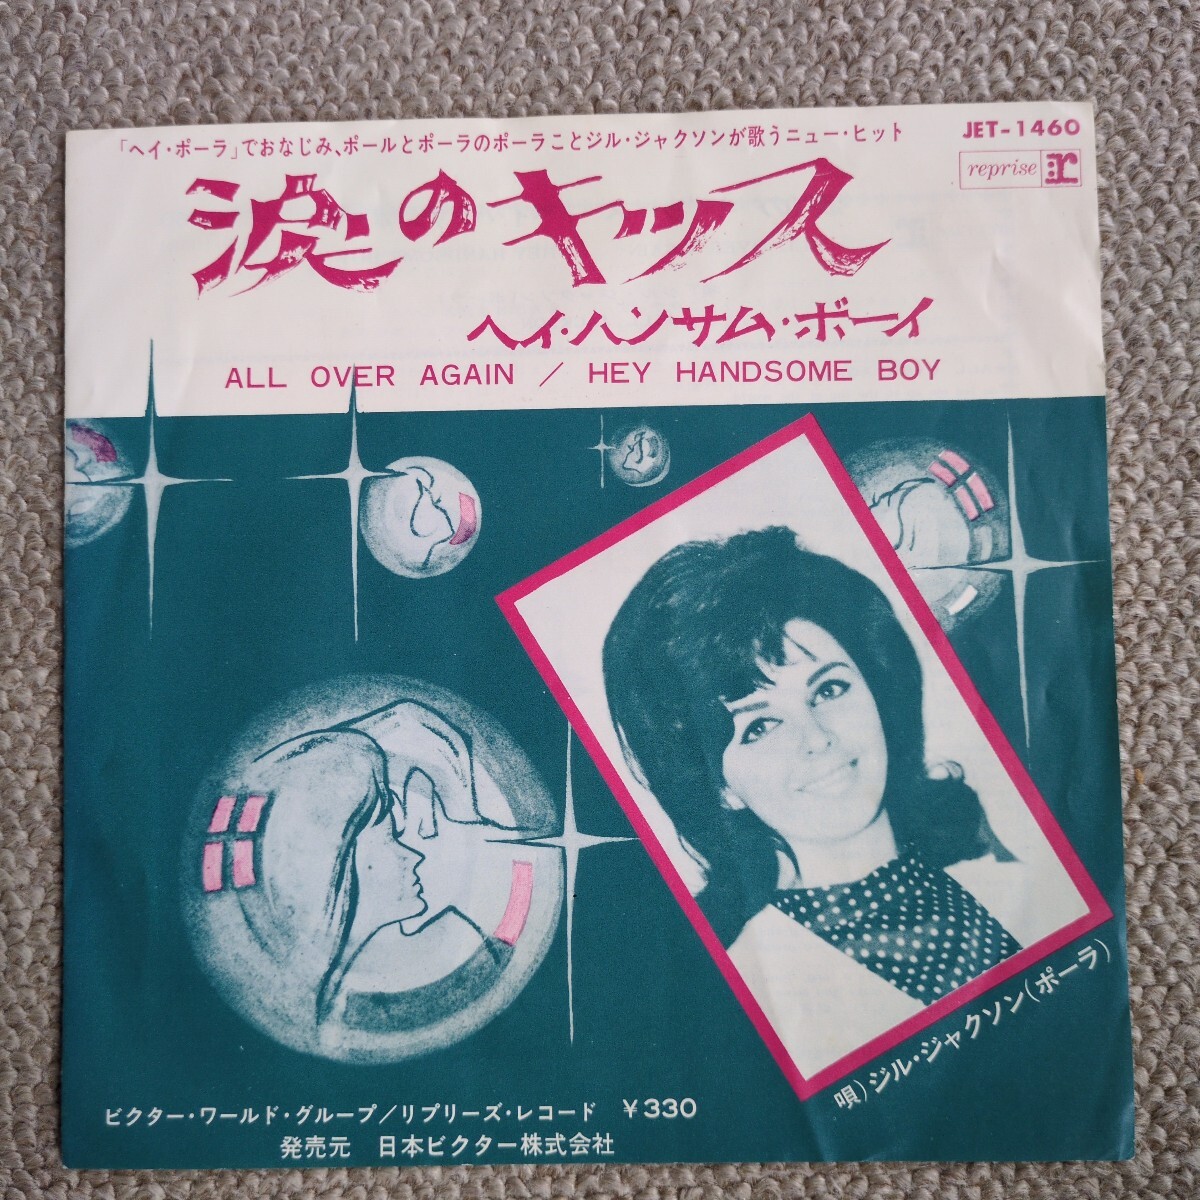 「ヘイ・ポーラ」でおなじみ、ポールとポーラのポーラことジル・ジャクソンが歌うニュー・ヒット
JET-1460
reprise r
涙のキッス
ヘイ・ハンサム・ボーイ
ALL OVER AGAIN / HEY HANDSOME BOY
唄)ジル・ジャクソン(ポーラ)
ビクター・ワールド・グループ/リプリーズ・レコード ¥330
発売元 日本ビクター株式会社